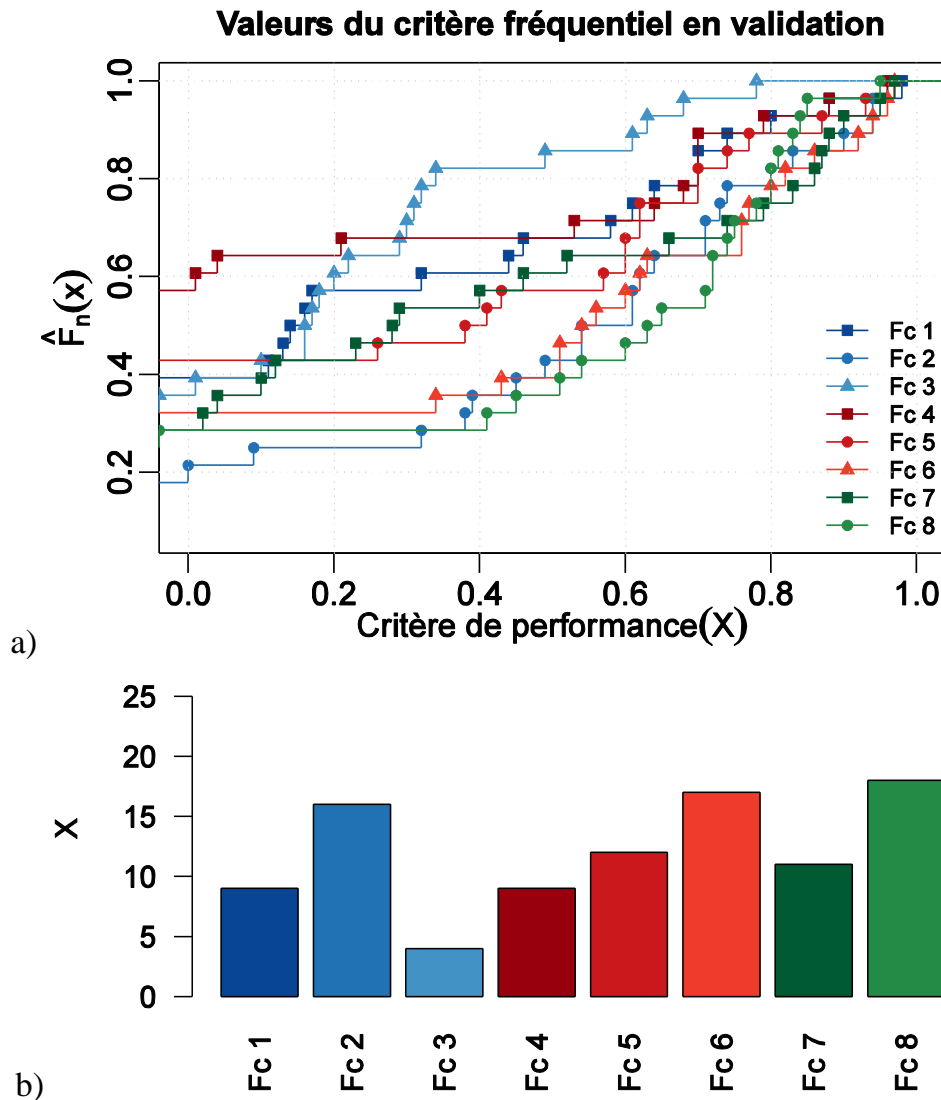 Valeurs du critère fréquentiel en validation
1.0
0.8
0.6
0.4
0.2
F̂n(x)
Fc 1
Fc 2
Fc 3
Fc 4
Fc 5
Fc 6
Fc 7
Fc 8
0.0 0.2 0.4 0.6 0.8 1.0
Critère de performance(X)
a)
25
20
15
10
5
0
X
Fc 1 Fc 2 Fc 3 Fc 4 Fc 5 Fc 6 Fc 7 Fc 8
b)